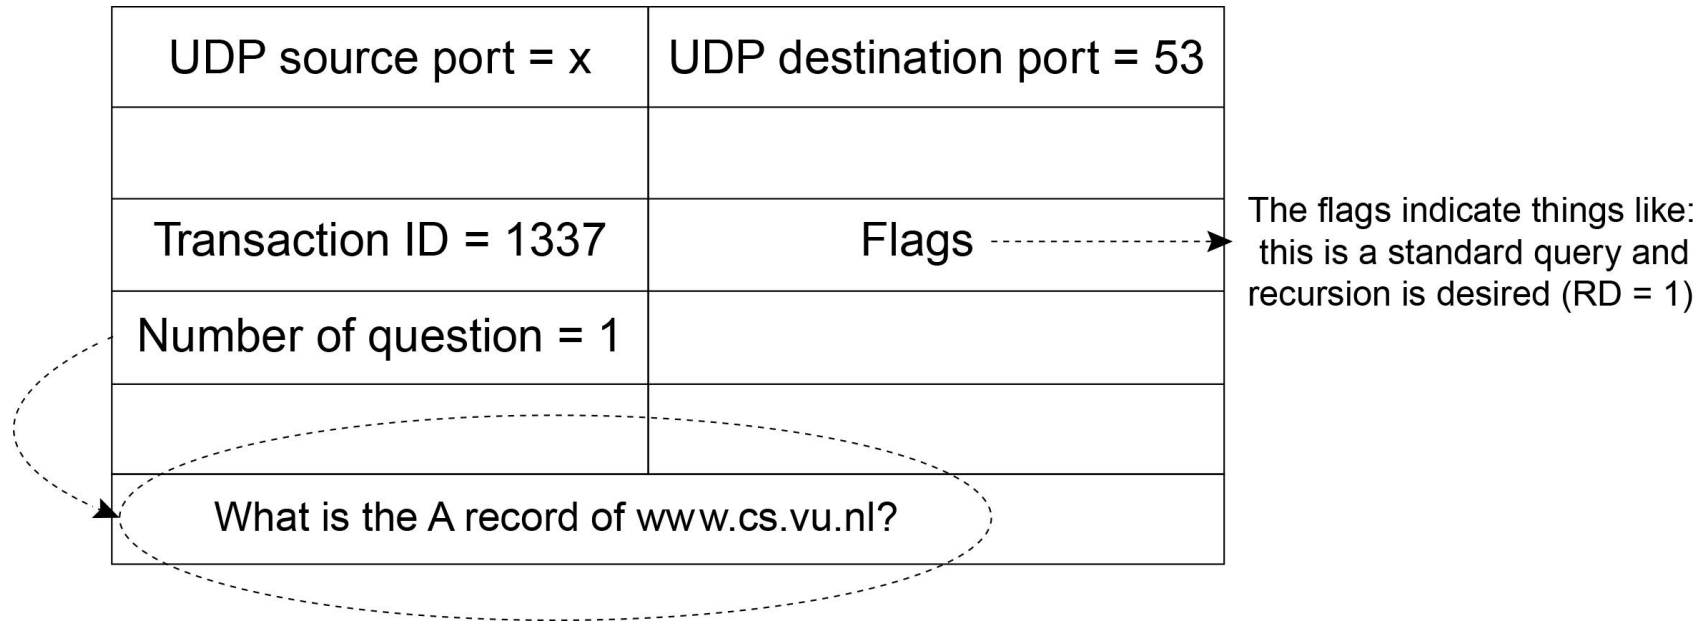 UDP source port = x
UDP destination port = 53
Transaction ID = 1337
Flags
The flags indicate things like:
this is a standard query and
recursion is desired (RD = 1)
Number of question = 1
What is the A record of www.cs.vu.nl?